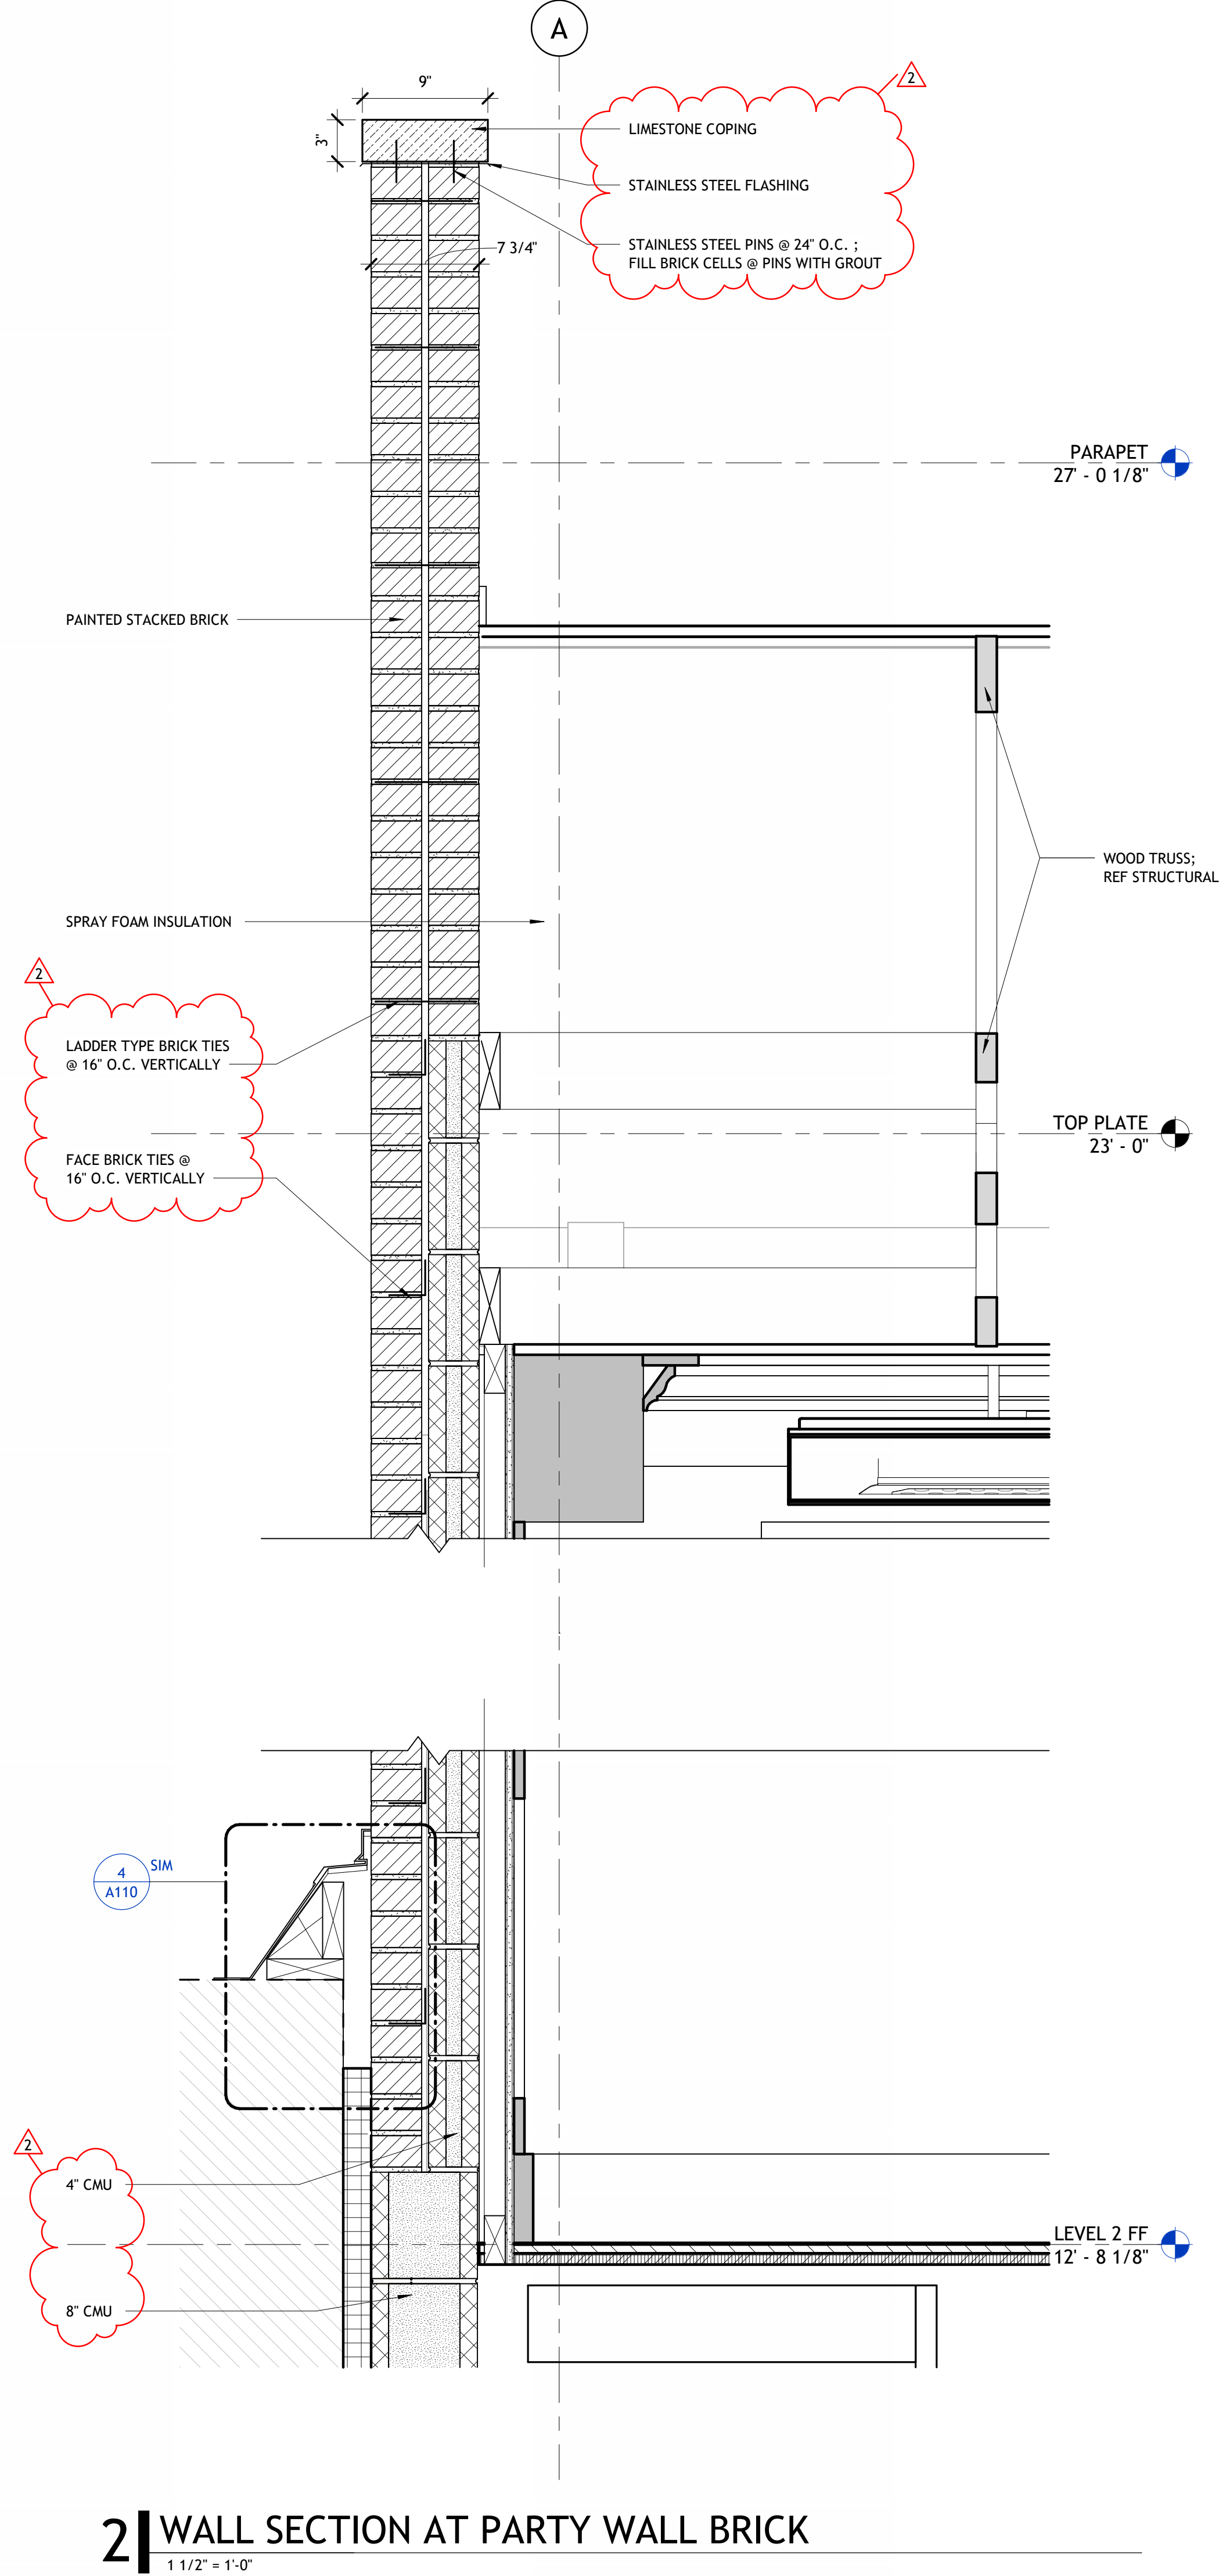 A
2
9"
3"
LIMESTONE COPING
STAINLESS STEEL FLASHING
STAINLESS STEEL PINS @ 24" O.C. ;
FILL BRICK CELLS @ PINS WITH GROUT
7 3/4"
PARAPET
27' - 0 1/8"
PAINTED STACKED BRICK
WOOD TRUSS;
REF STRUCTURAL
SPRAY FOAM INSULATION
2
LADDER TYPE BRICK TIES
@ 16" O.C. VERTICALLY
TOP PLATE
23' - 0"
FACE BRICK TIES @
16" O.C. VERTICALLY
4
A110
SIM
2
4" CMU
LEVEL 2 FF
12' - 8 1/8"
8" CMU
2
WALL SECTION AT PARTY WALL BRICK
1 1/2" = 1'-0"